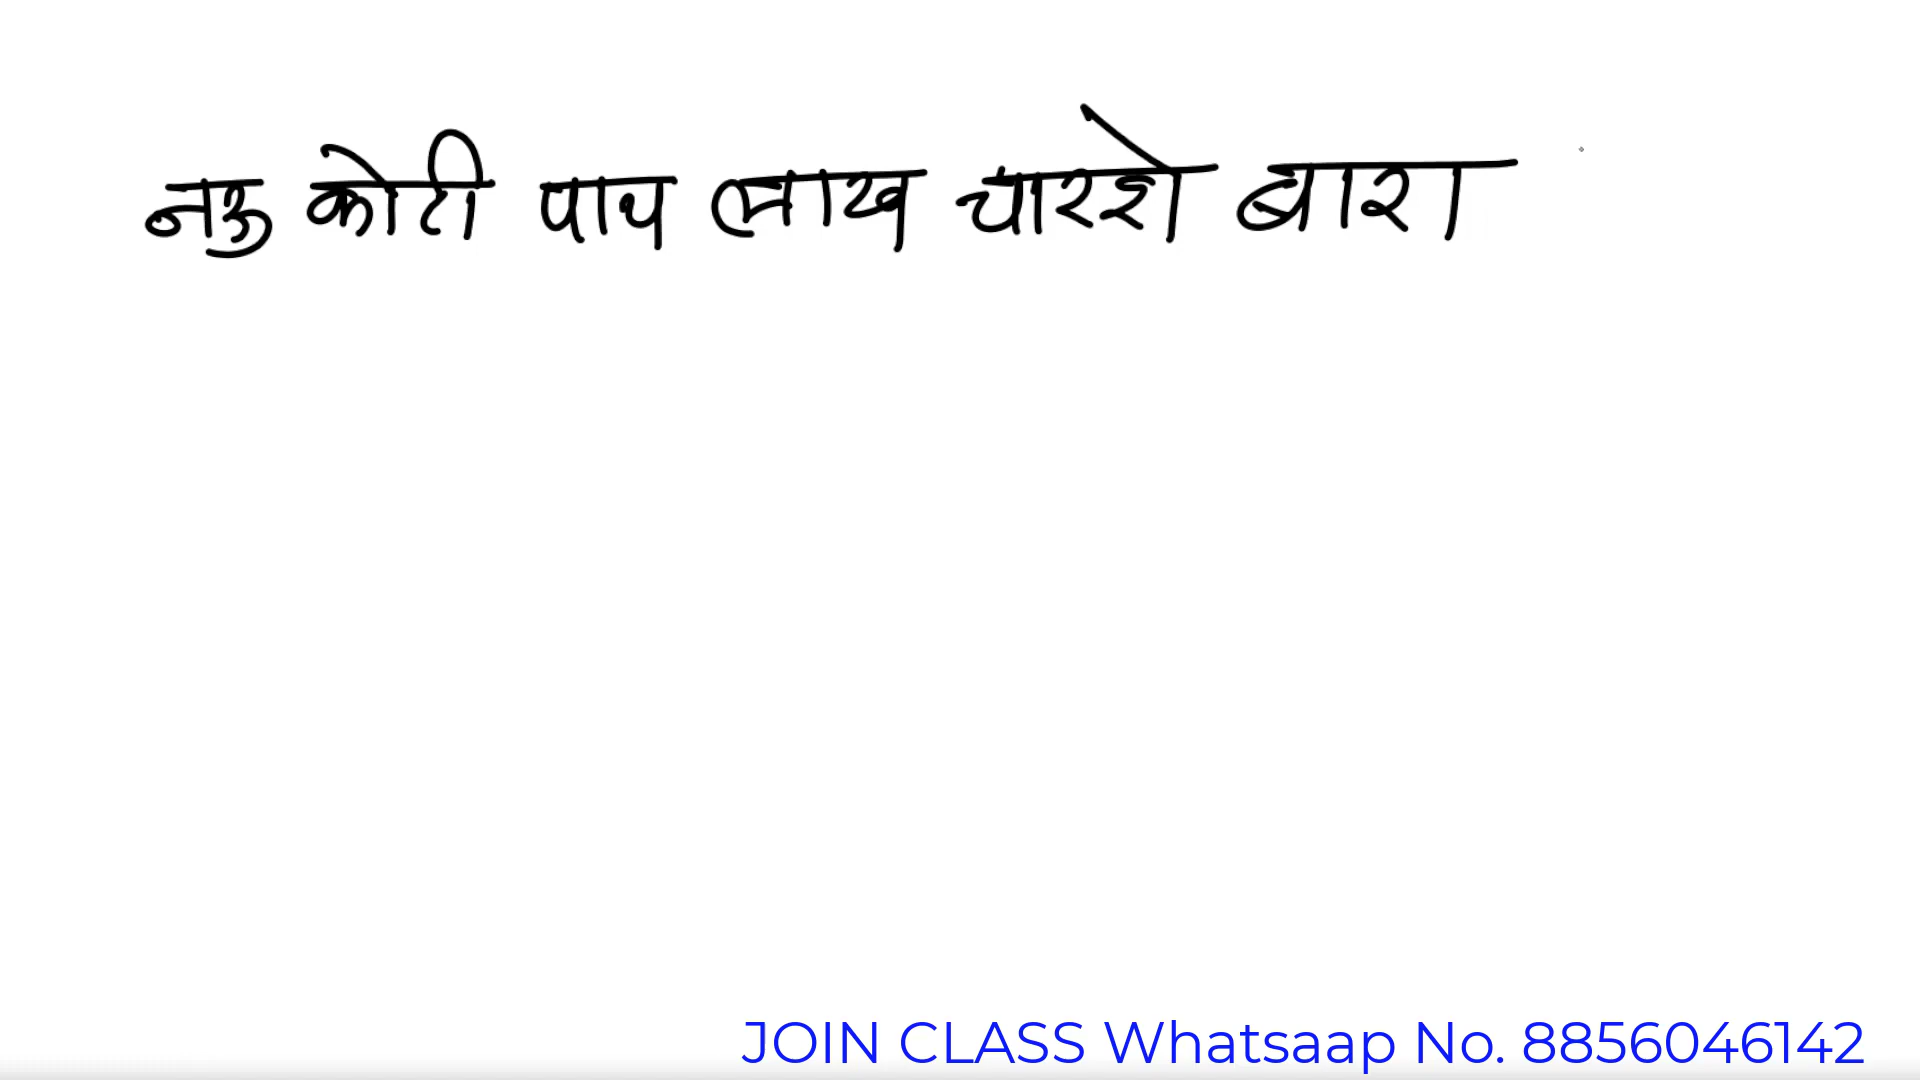 नऊ कोटी पाच लाख चारशे बारा
JOIN CLASS Whatsaap No. 8856046142